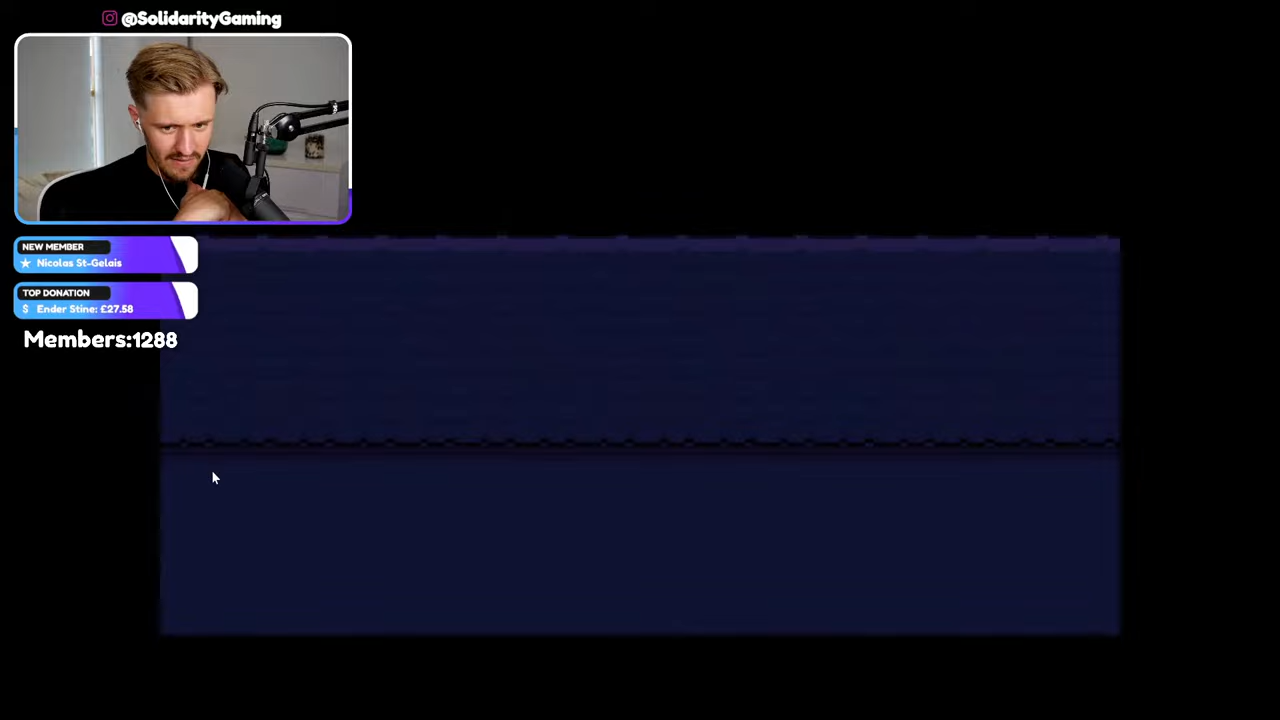 @SolidarityGaming
NEW MEMBER
Nicolas St-Gelais
TOP DONATION
$ Ender Stine: £27.58
Members:1288